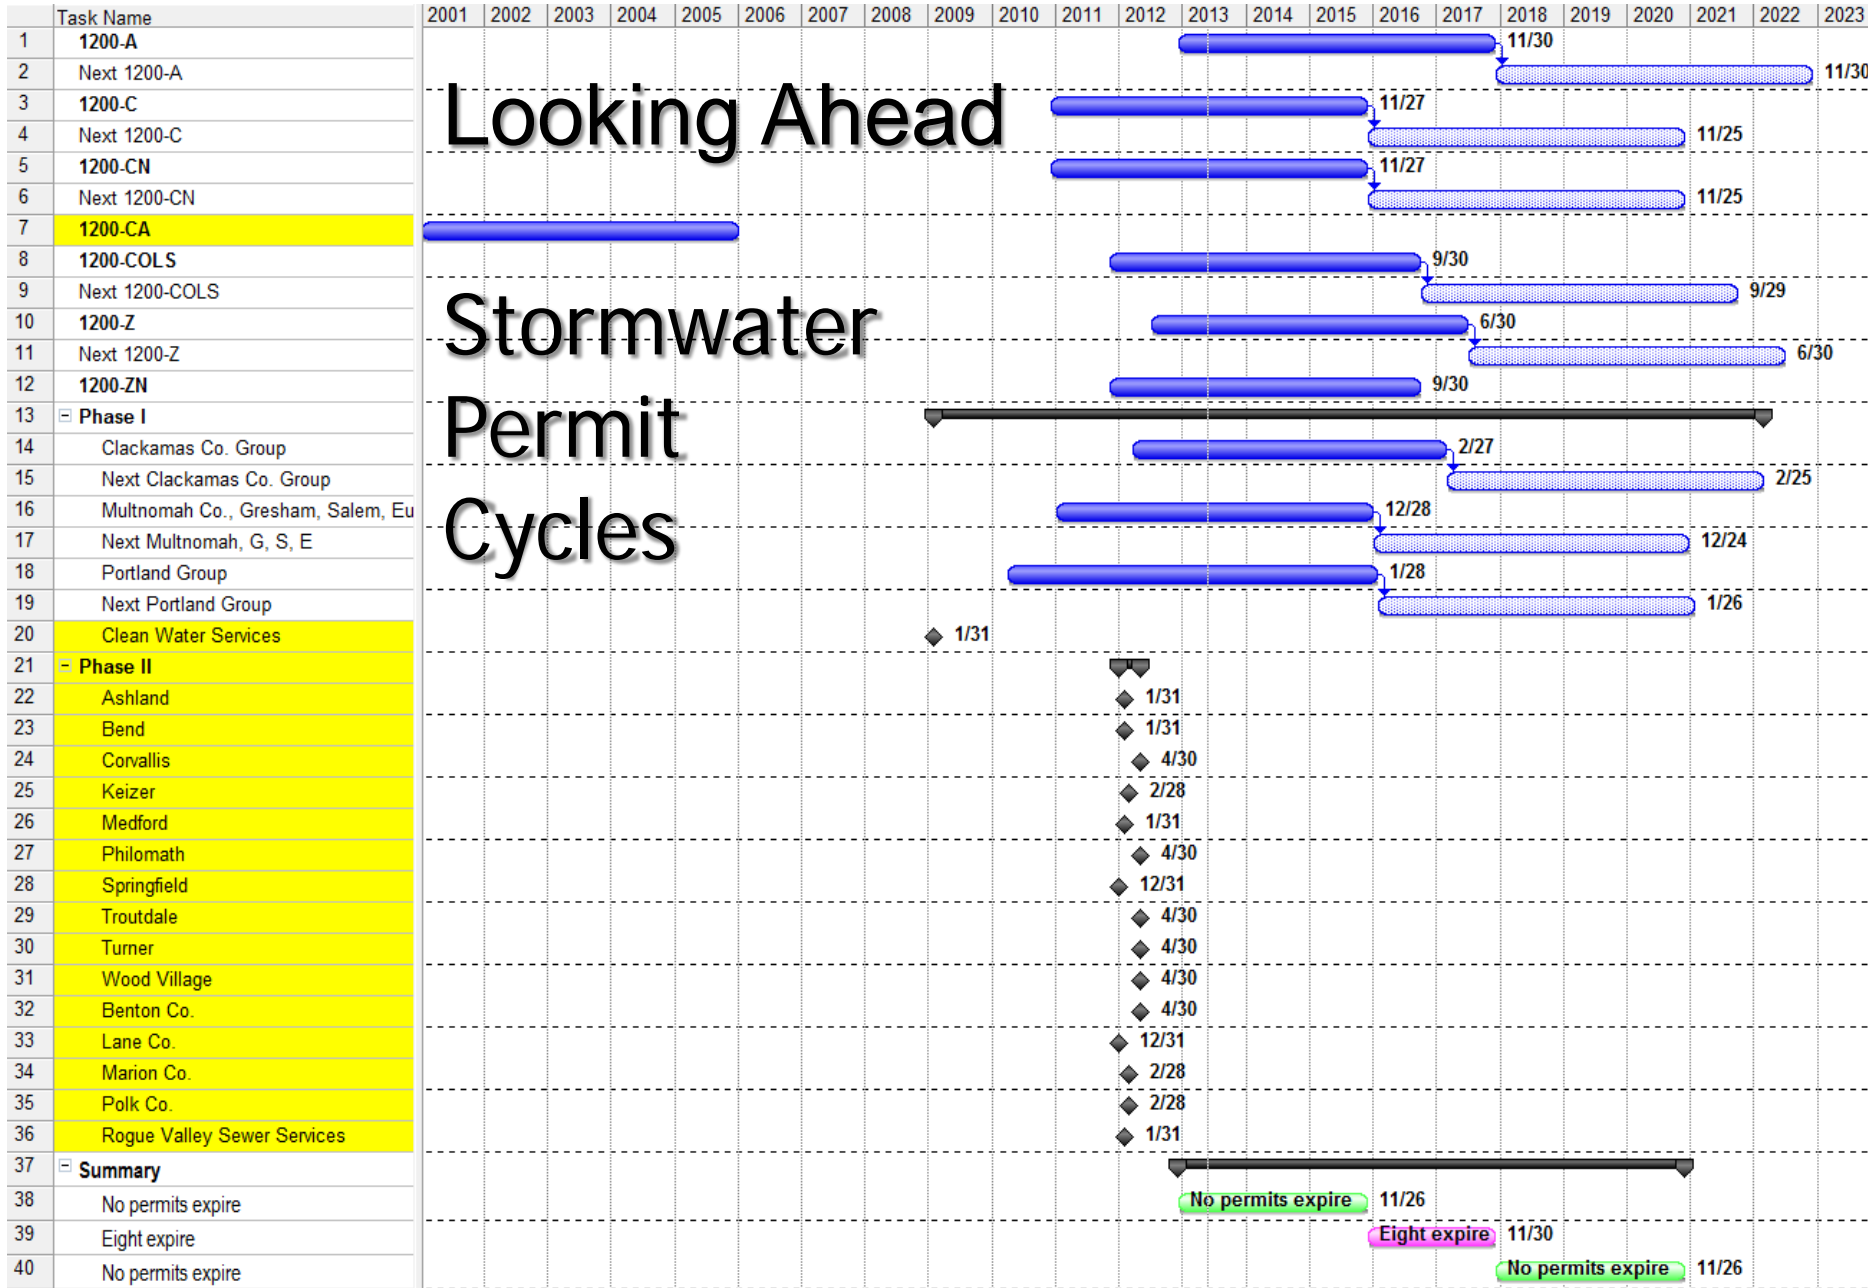 Task Name 2001 2002 2003 2004 2005 2006 2007 2008 2009 2010 2011 2012 2013 2014 2015 2016 2017 2018 2019 2020 2021 2022 2023
1 1200-A 11/30
2 Next 1200-A 11/30
Looking Ahead
3 1200-C 11/27
4 Next 1200-C 11/25
5 1200-CN 11/27
6 Next 1200-CN 11/25
7 1200-CA
8 1200-COLS 9/30
9 Next 1200-COLS 9/29
Stormwater
10 1200-Z 6/30
11 Next 1200-Z 6/30
12 1200-ZN 9/30
13 Phase I
Permit
14 Clackamas Co. Group 2/27
15 Next Clackamas Co. Group 2/25
16 Multnomah Co., Gresham, Salem, Eu 12/28
Cycles
17 Next Multnomah, G, S, E 12/24
18 Portland Group 1/28
19 Next Portland Group 1/26
20 Clean Water Services 1/31
21 Phase II
22 Ashland 1/31
23 Bend 1/31
24 Corvallis 4/30
25 Keizer 2/28
26 Medford 1/31
27 Philomath 4/30
28 Springfield 12/31
29 Troutdale 4/30
30 Turner 4/30
31 Wood Village 4/30
32 Benton Co. 4/30
33 Lane Co. 12/31
34 Marion Co. 2/28
35 Polk Co. 2/28
36 Rogue Valley Sewer Services 1/31
37 Summary
38 No permits expire No permits expire 11/26
39 Eight expire Eight expire 11/30
40 No permits expire No permits expire 11/26